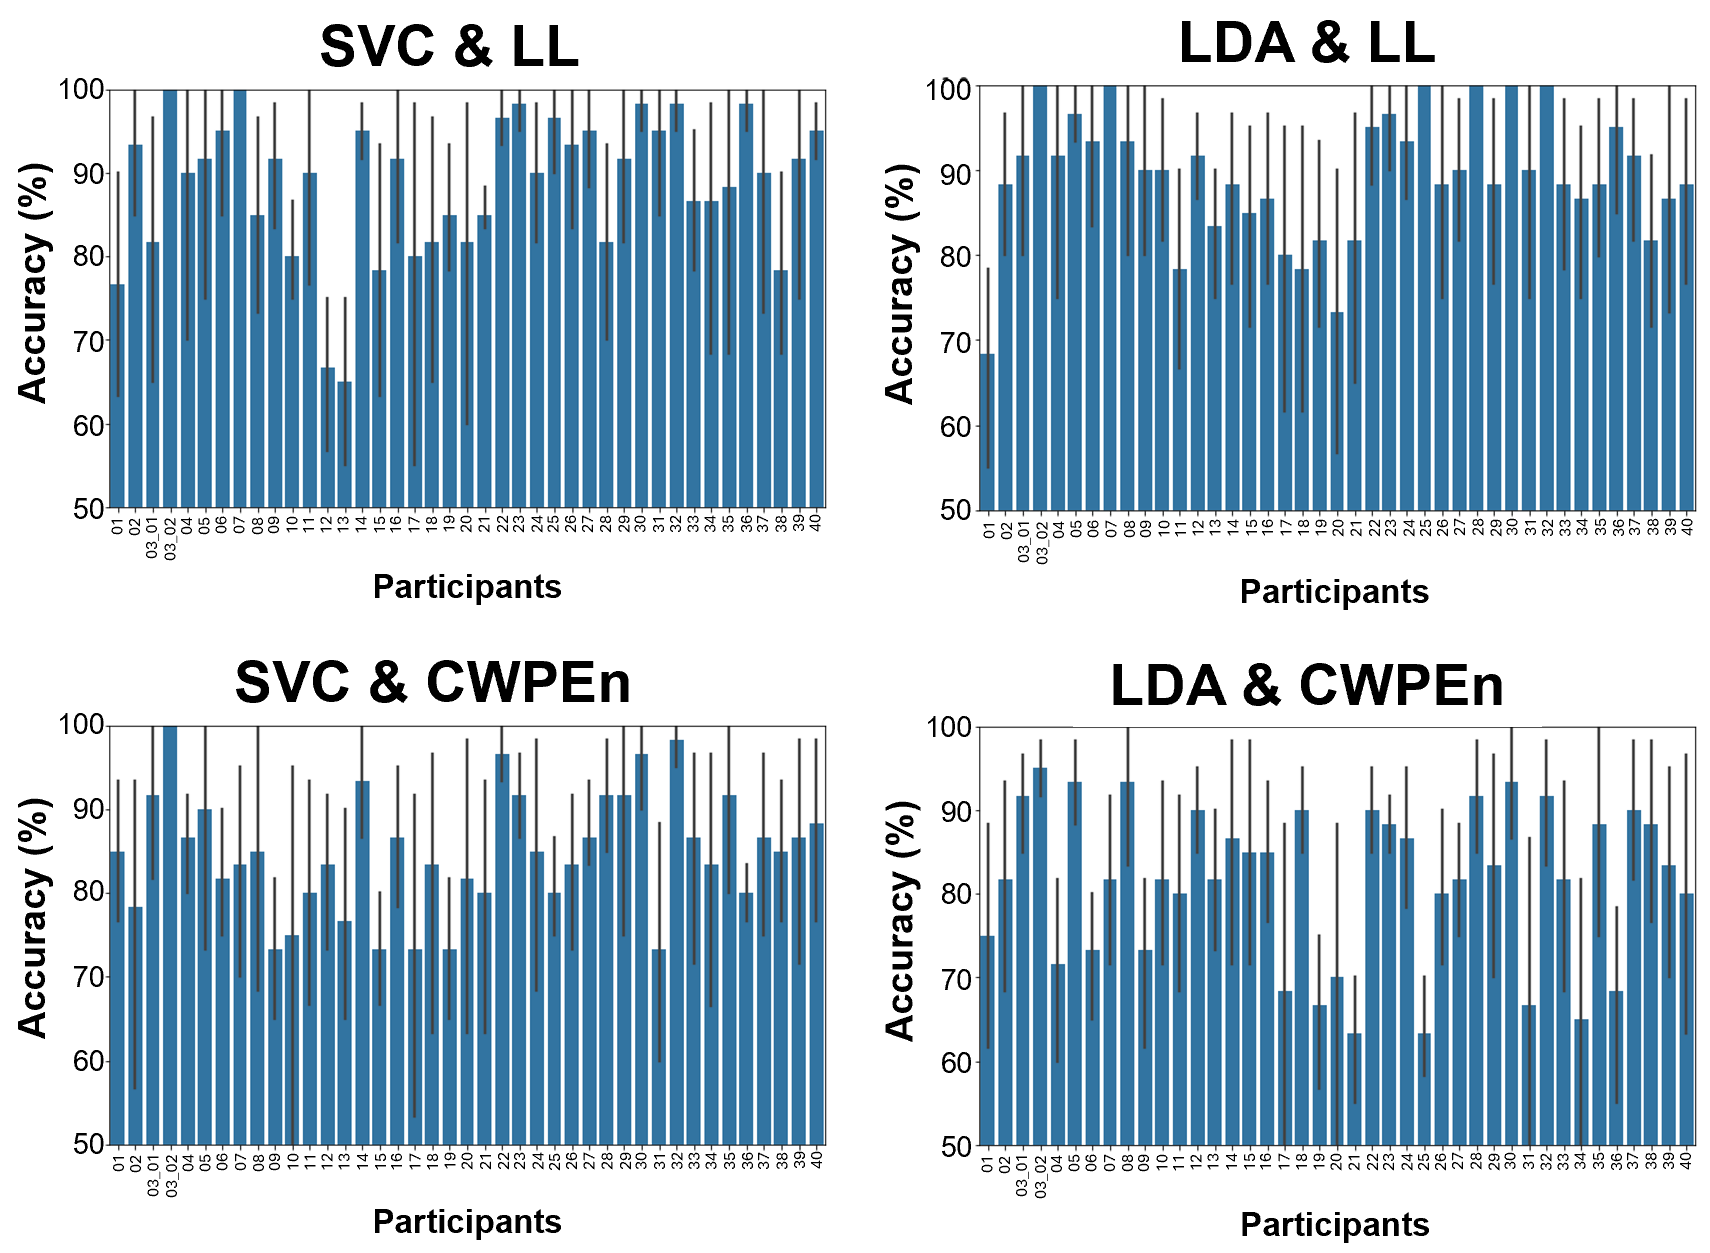 SVC & LL
100
90
80
70
60
50
Accuracy (%)
01 02 03_01 03_02 04 05 06 07 08 09 10 11 12 13 14 15 16 17 18 19 20 21 22 23 24 25 26 27 28 29 30 31 32 33 34 35 36 37 38 39 40
Participants
LDA & LL
100
90
80
70
60
50
Accuracy (%)
01 02 03_01 03_02 04 05 06 07 08 09 10 11 12 13 14 15 16 17 18 19 20 21 22 23 24 25 26 27 28 29 30 31 32 33 34 35 36 37 38 39 40
Participants
SVC & CWPEn
100
90
80
70
60
50
Accuracy (%)
01 02 03_01 03_02 04 05 06 07 08 09 10 11 12 13 14 15 16 17 18 19 20 21 22 23 24 25 26 27 28 29 30 31 32 33 34 35 36 37 38 39 40
Participants
LDA & CWPEn
100
90
80
70
60
50
Accuracy (%)
01 02 03_01 03_02 04 05 06 07 08 09 10 11 12 13 14 15 16 17 18 19 20 21 22 23 24 25 26 27 28 29 30 31 32 33 34 35 36 37 38 39 40
Participants